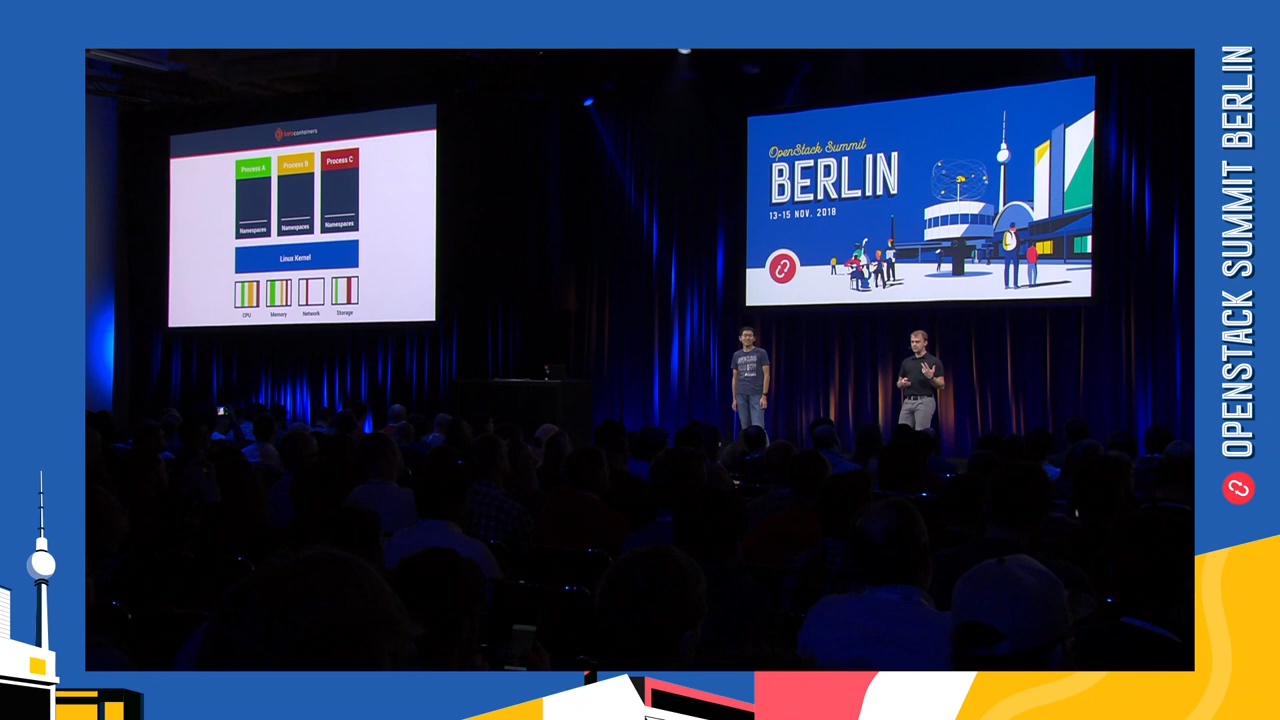 katacontainers
Process A
Process B
Process C
Namespaces
Namespaces
Namespaces
Linux Kernel
CPU
Memory
Network
Storage
OpenStack Summit
BERLIN
13-15 NOV. 2018
OPENSTACK SUMMIT BERLIN